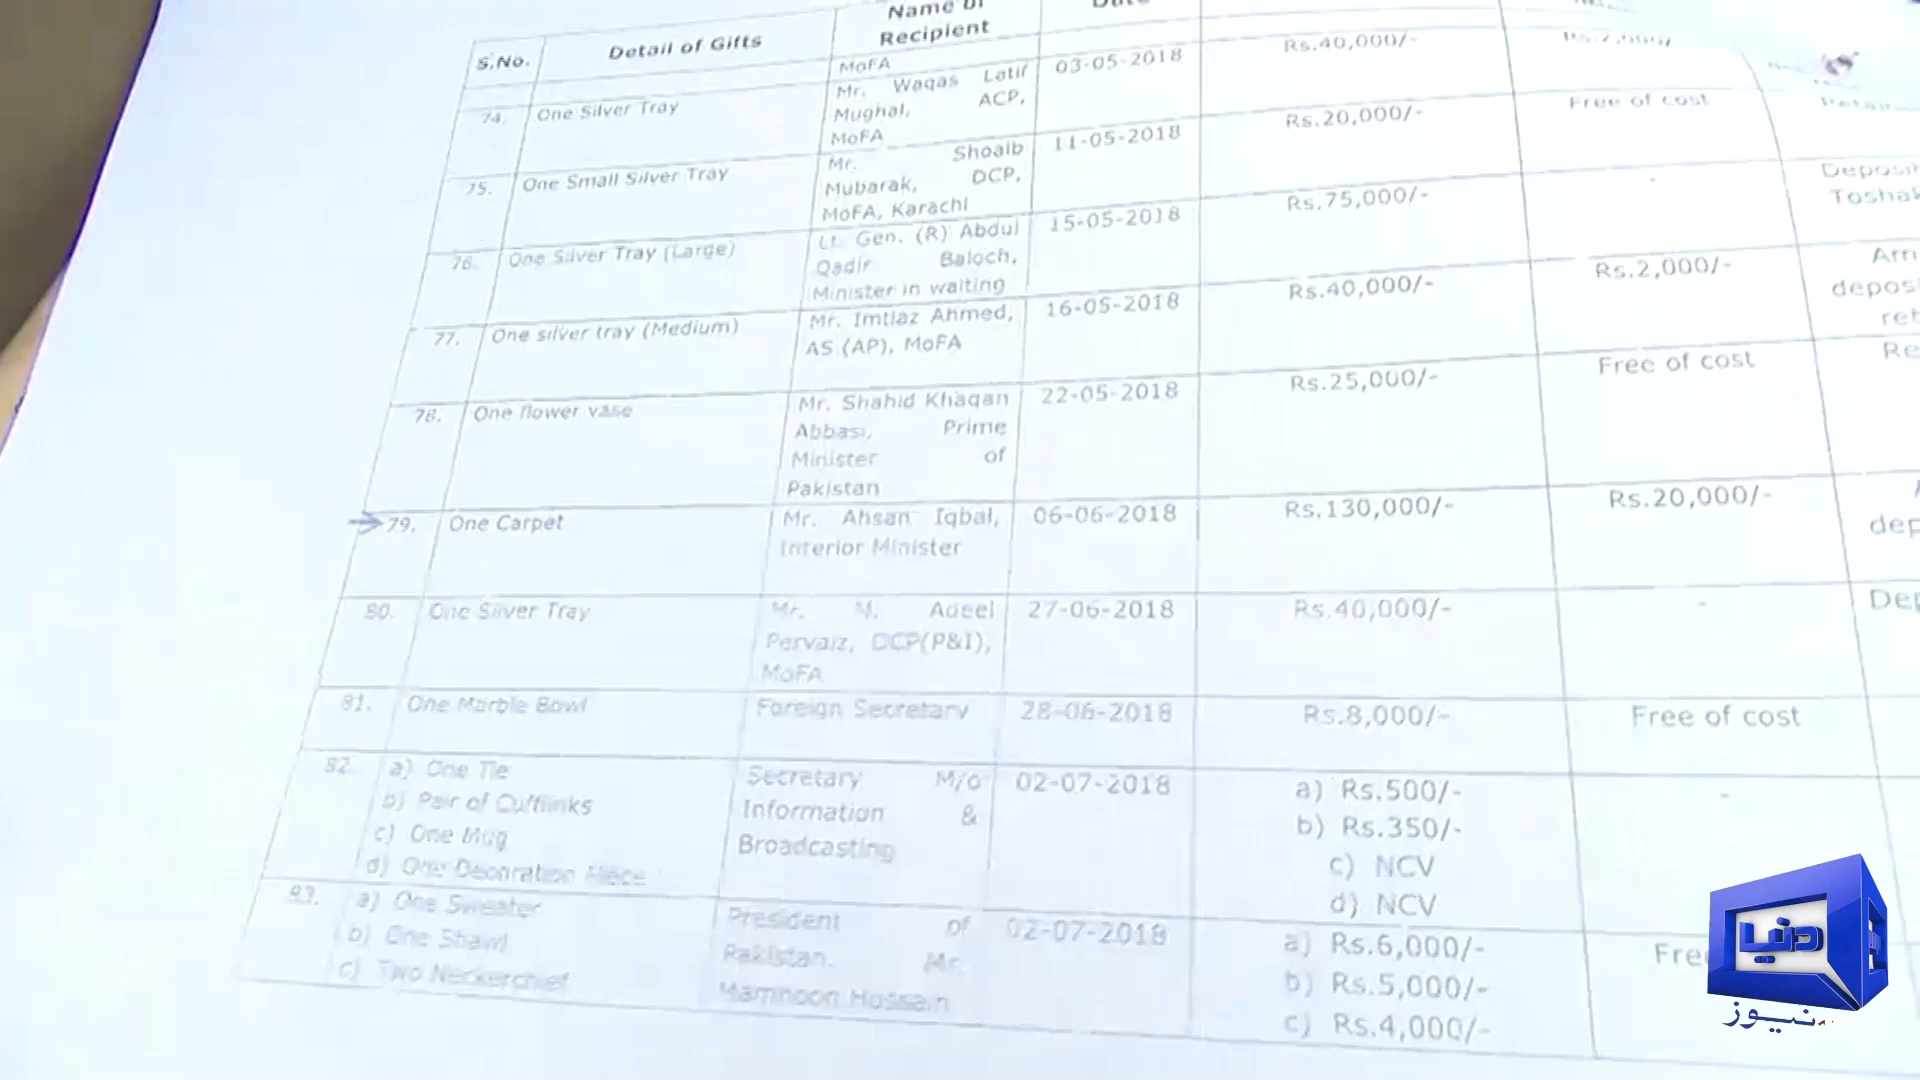 S.No.
Detail of Gifts
Recipient
MoFA
03-05-2018
Rs.40,000/-
74.
One Silver Tray
Mr. Waqas Latif
Mughal, ACP,
MoFA
11-05-2018
Rs.20,000/-
Free of cost
75.
One Small Silver Tray
Mr. Shoaib
Mubarak, DCP,
MoFA, Karachi
15-05-2018
Rs.75,000/-
-
76.
One Silver Tray (Large)
Lt. Gen. (R) Abdul
Qadir Baloch,
Minister in waiting
16-05-2018
Rs.40,000/-
Rs.2,000/-
77.
One silver tray (Medium)
Mr. Imtiaz Ahmed,
AS (AP), MoFA
22-05-2018
Rs.25,000/-
Free of cost
78.
One flower vase
Mr. Shahid Khaqan
Abbasi, Prime
Minister of
Pakistan
79.
One Carpet
Mr. Ahsan Iqbal,
Interior Minister
06-06-2018
Rs.130,000/-
Rs.20,000/-
80.
One Silver Tray
Mr. M. Adeel
Pervaiz, DCP(P&I),
MoFA
27-06-2018
Rs.40,000/-
-
81.
One Marble Bowl
Foreign Secretary
28-06-2018
Rs.8,000/-
Free of cost
82.
a) One Tie
b) Pair of Cufflinks
c) One Mug
d) One Decoration Piece
Secretary M/o
Information &
Broadcasting
02-07-2018
a) Rs.500/-
b) Rs.350/-
c) NCV
d) NCV
-
83.
a) One Sweater
b) One Shawl
c) Two Neckerchief
President of
Pakistan. Mr.
Mamnoon Hussain
02-07-2018
a) Rs.6,000/-
b) Rs.5,000/-
c) Rs.4,000/-
دنیا
نیوز